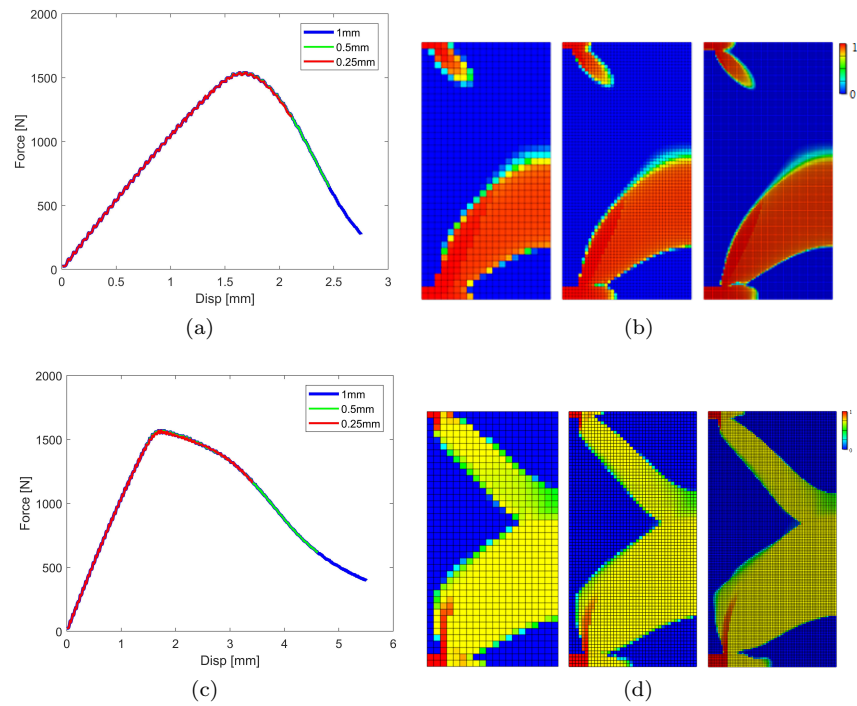 2000
1500
1000
500
0
Force [N]
1mm
0.5mm
0.25mm
0 0.5 1 1.5 2 2.5 3
Disp [mm]
(a)
1
0
(b)
2000
1500
1000
500
0
Force [N]
1mm
0.5mm
0.25mm
0 1 2 3 4 5 6
Disp [mm]
(c)
1
0
(d)